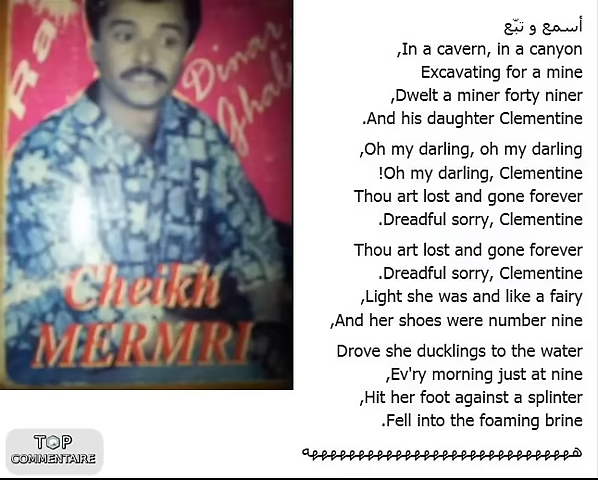 Rai
Dinar
Ghali
Cheikh
MERMRI
TOP
COMMENTAIRE
أسمع و تبّع
In a cavern, in a canyon,
Excavating for a mine
Dwelt a miner forty niner,
And his daughter Clementine.
Oh my darling, oh my darling,
Oh my darling, Clementine!
Thou art lost and gone forever
Dreadful sorry, Clementine.
Thou art lost and gone forever
Dreadful sorry, Clementine.
Light she was and like a fairy,
And her shoes were number nine,
Drove she ducklings to the water
Ev'ry morning just at nine,
Hit her foot against a splinter,
Fell into the foaming brine.
هههههههههههههههههههههههههههههه